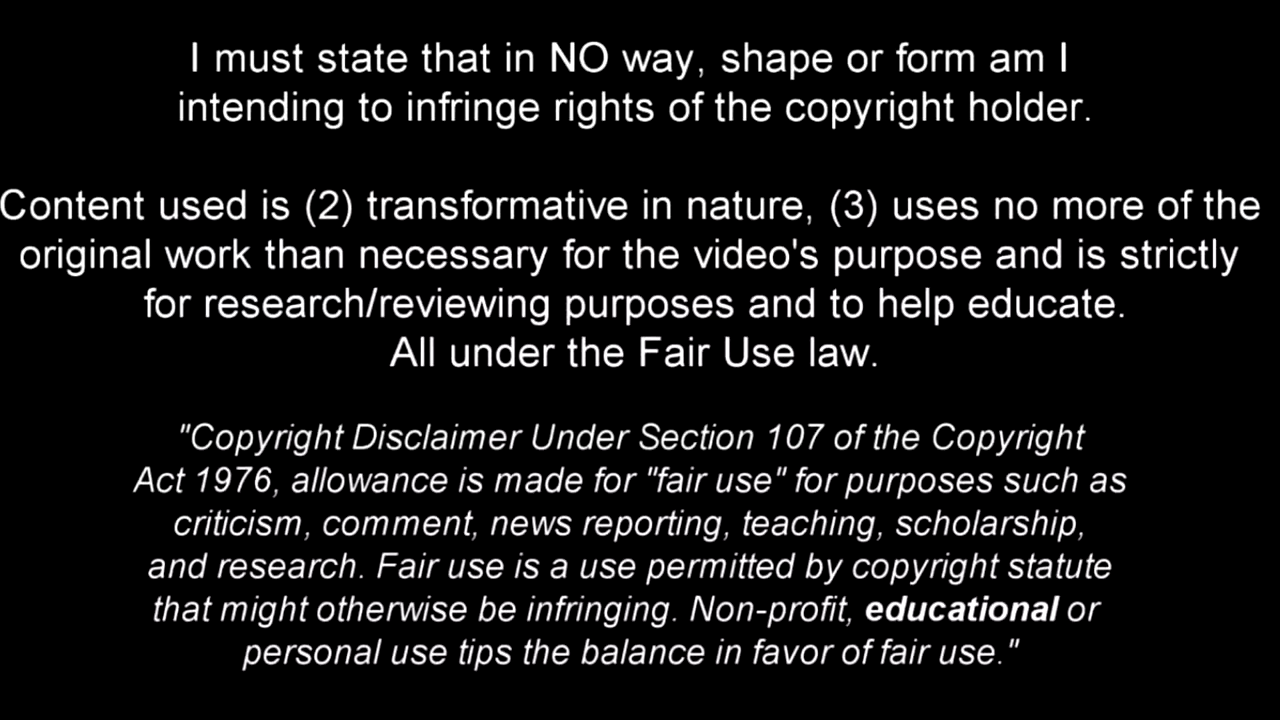 I must state that in NO way, shape or form am I
intending to infringe rights of the copyright holder.
Content used is (2) transformative in nature, (3) uses no more of the
original work than necessary for the video's purpose and is strictly
for research/reviewing purposes and to help educate.
All under the Fair Use law.
"Copyright Disclaimer Under Section 107 of the Copyright
Act 1976, allowance is made for "fair use" for purposes such as
criticism, comment, news reporting, teaching, scholarship,
and research. Fair use is a use permitted by copyright statute
that might otherwise be infringing. Non-profit, educational or
personal use tips the balance in favor of fair use."